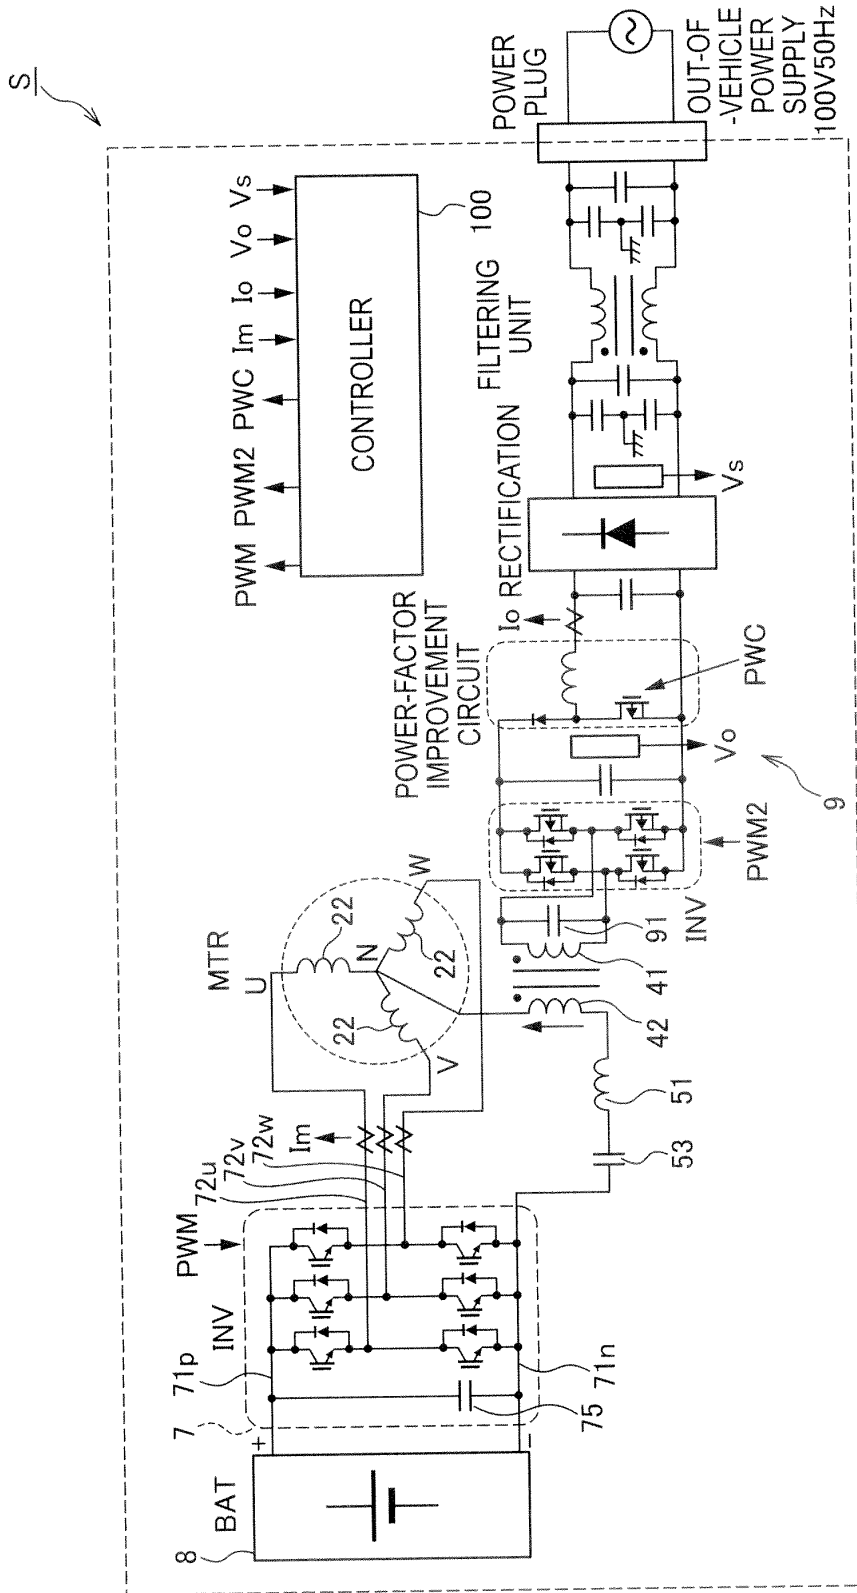 S
CONTROLLER
100
PWM
PWM2
PWC
Im
Io
Vo
Vs
8
BAT
+
−
7
71p
INV
PWM
75
71n
72u
72v
72w
Im
MTR
U
22
N
22
W
22
V
53
51
42
41
91
INV
PWM2
9
POWER-FACTOR
IMPROVEMENT
CIRCUIT
Vo
PWC
Io
RECTIFICATION
Vs
FILTERING
UNIT
POWER
PLUG
OUT-OF
-VEHICLE
POWER
SUPPLY
100V50Hz